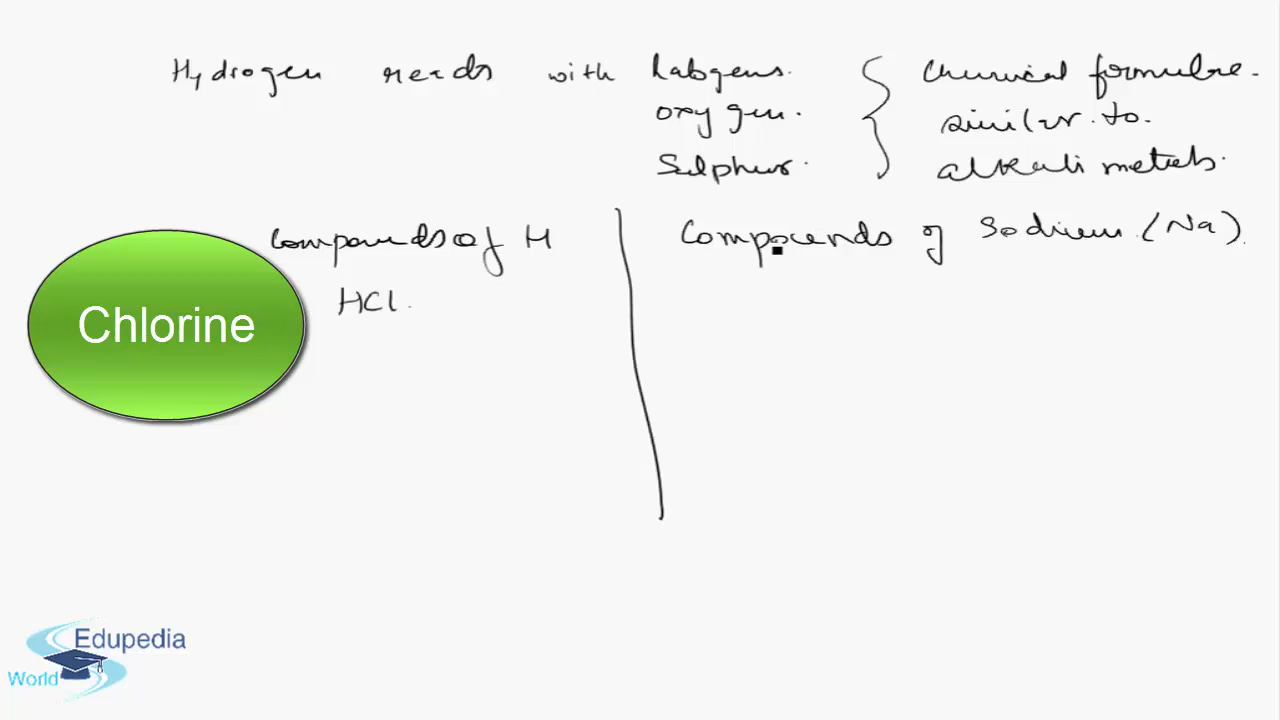 Hydrogen reacts with halogens. Chemical formulae.
oxygen. similar to.
Sulphur. alkali metals.
Compounds of H Compounds of Sodium (Na).
HCl.
Chlorine
Edupedia
World